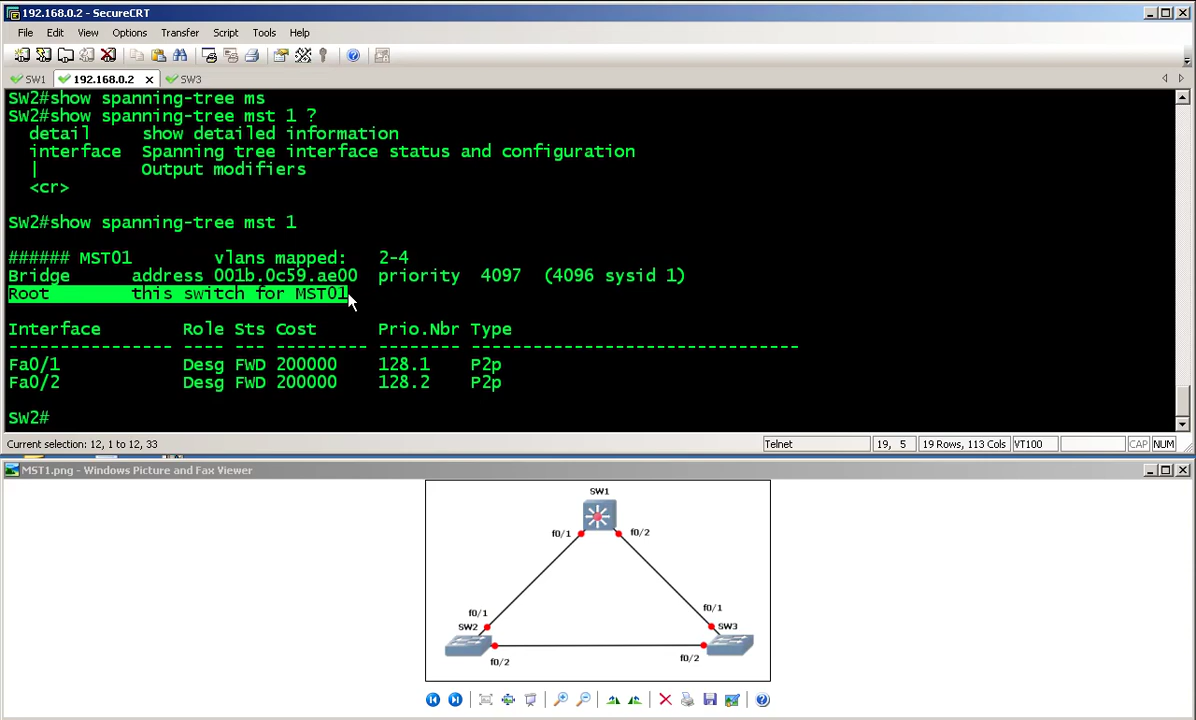 192.168.0.2 - SecureCRT
File Edit View Options Transfer Script Tools Help
SW1 192.168.0.2 SW3
SW2#show spanning-tree ms
SW2#show spanning-tree mst 1 ?
detail show detailed information
interface Spanning tree interface status and configuration
| Output modifiers
<cr>
SW2#show spanning-tree mst 1
###### MST01 vlans mapped: 2-4
Bridge address 001b.0c59.ae00 priority 4097 (4096 sysid 1)
Root this switch for MST01
Interface Role Sts Cost Prio.Nbr Type
---------------- ---- --- --------- -------- --------------------------------
Fa0/1 Desg FWD 200000 128.1 P2p
Fa0/2 Desg FWD 200000 128.2 P2p
SW2#
Current selection: 12, 1 to 12, 33 Telnet 19, 5 19 Rows, 113 Cols VT100 CAP NUM
MST1.png - Windows Picture and Fax Viewer
SW1
f0/1 f0/2
f0/1 f0/1
SW2 SW3
f0/2 f0/2